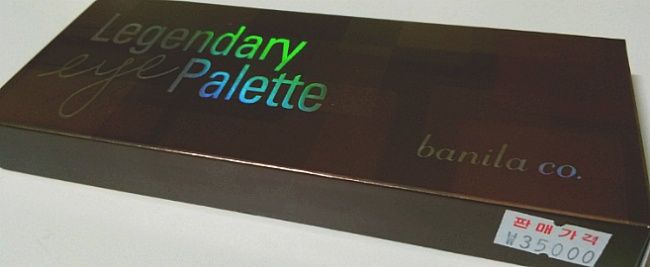 Legendary
eye Palette
banila co.
판매가격
₩35000